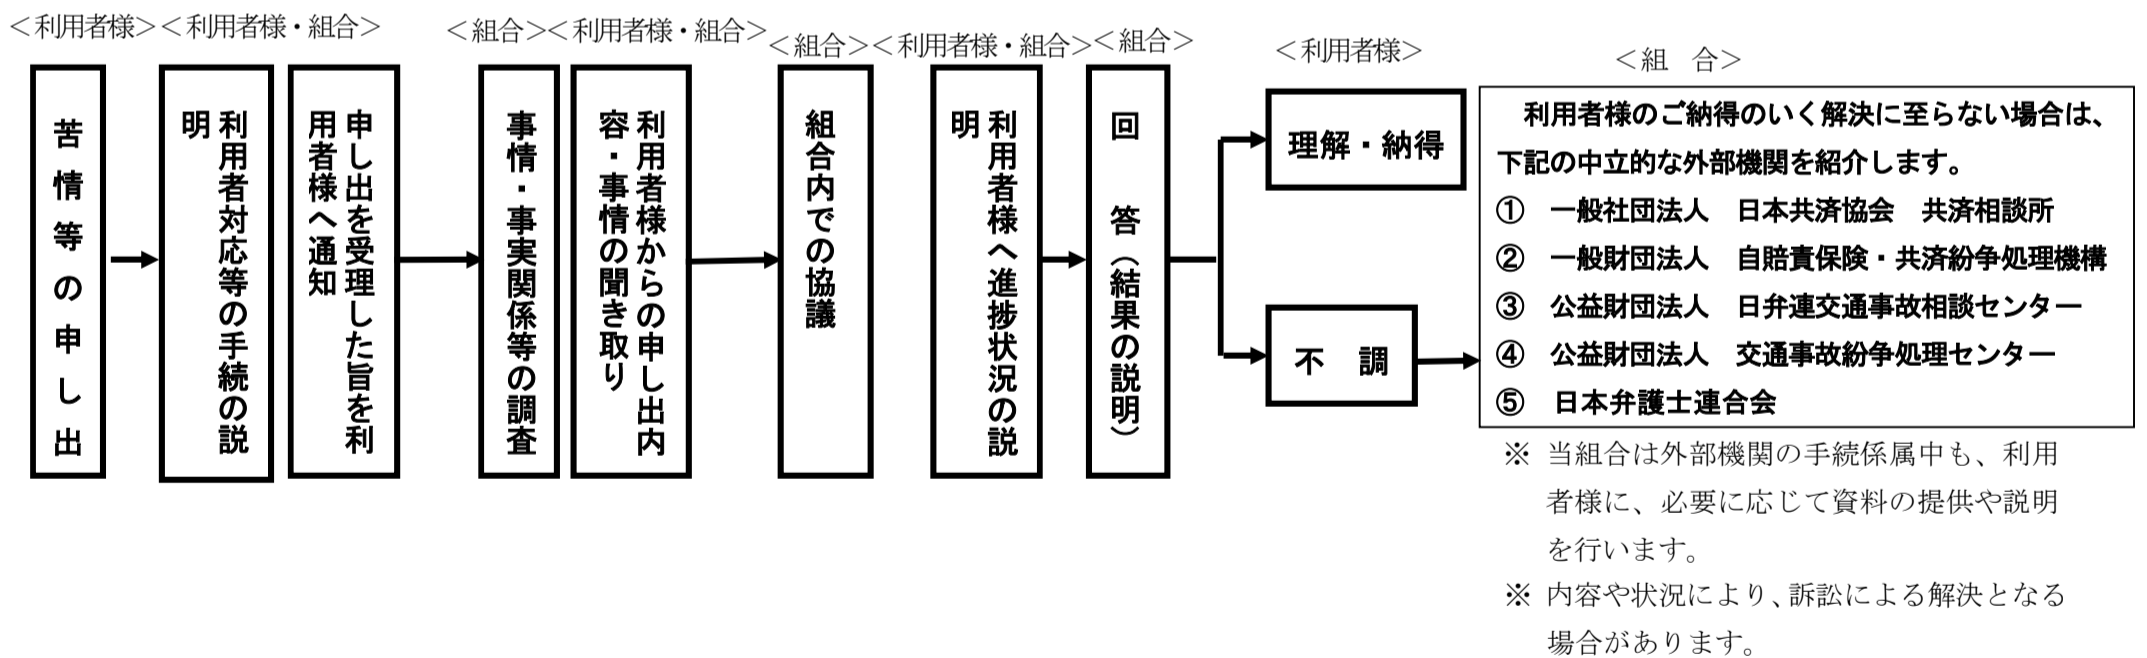 ＜利用者様＞
＜利用者様・組合＞
＜組合＞
＜利用者様・組合＞
＜組合＞
＜利用者様・組合＞
＜組合＞
＜利用者様＞
＜組　合＞
苦情等の申し出
利用者対応等の手続の説
明
申し出を受理した旨を利
用者様へ通知
事情・事実関係等の調査
利用者様からの申し出内
容・事情の聞き取り
組合内での協議
利用者様へ進捗状況の説
明
回　答（結果の説明）
理解・納得
不　調
利用者様のご納得のいく解決に至らない場合は、
下記の中立的な外部機関を紹介します。
①　一般社団法人　日本共済協会　共済相談所
②　一般財団法人　自賠責保険・共済紛争処理機構
③　公益財団法人　日弁連交通事故相談センター
④　公益財団法人　交通事故紛争処理センター
⑤　日本弁護士連合会
※ 当組合は外部機関の手続係属中も、利用
者様に、必要に応じて資料の提供や説明
を行います。
※ 内容や状況により、訴訟による解決となる
場合があります。